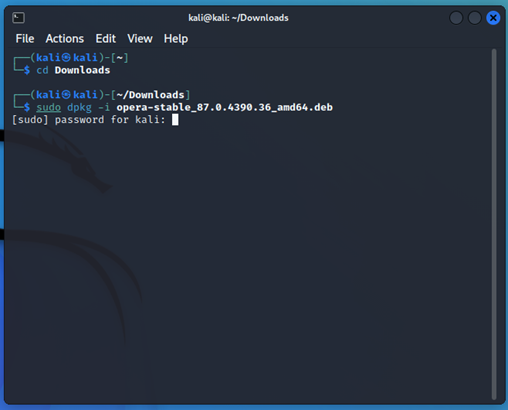 kali@kali: ~/Downloads
File Actions Edit View Help
┌──(kali㉿kali)-[~]
└─$ cd Downloads
┌──(kali㉿kali)-[~/Downloads]
└─$ sudo dpkg -i opera-stable_87.0.4390.36_amd64.deb
[sudo] password for kali: